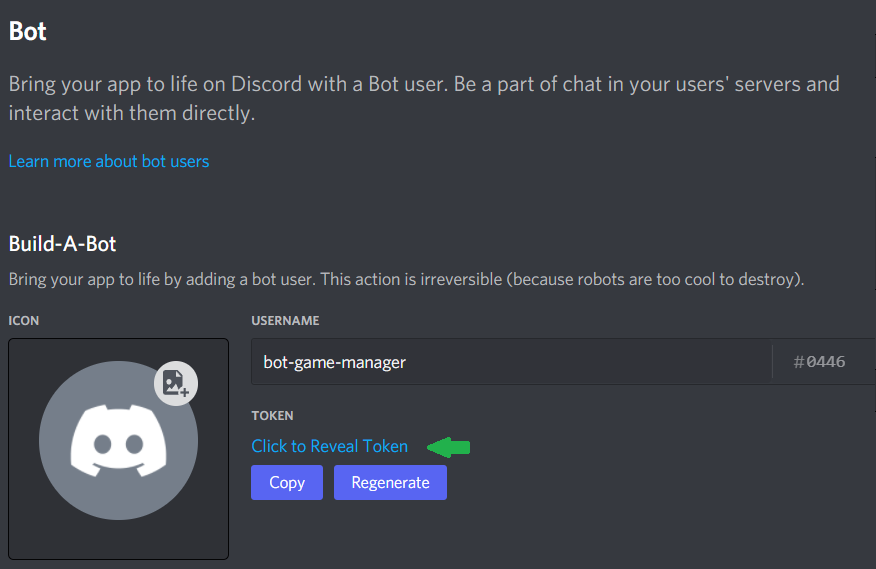 Bot
Bring your app to life on Discord with a Bot user. Be a part of chat in your users' servers and
interact with them directly.
Learn more about bot users
Build-A-Bot
Bring your app to life by adding a bot user. This action is irreversible (because robots are too cool to destroy).
ICON
USERNAME
bot-game-manager #0446
TOKEN
Click to Reveal Token
Copy Regenerate